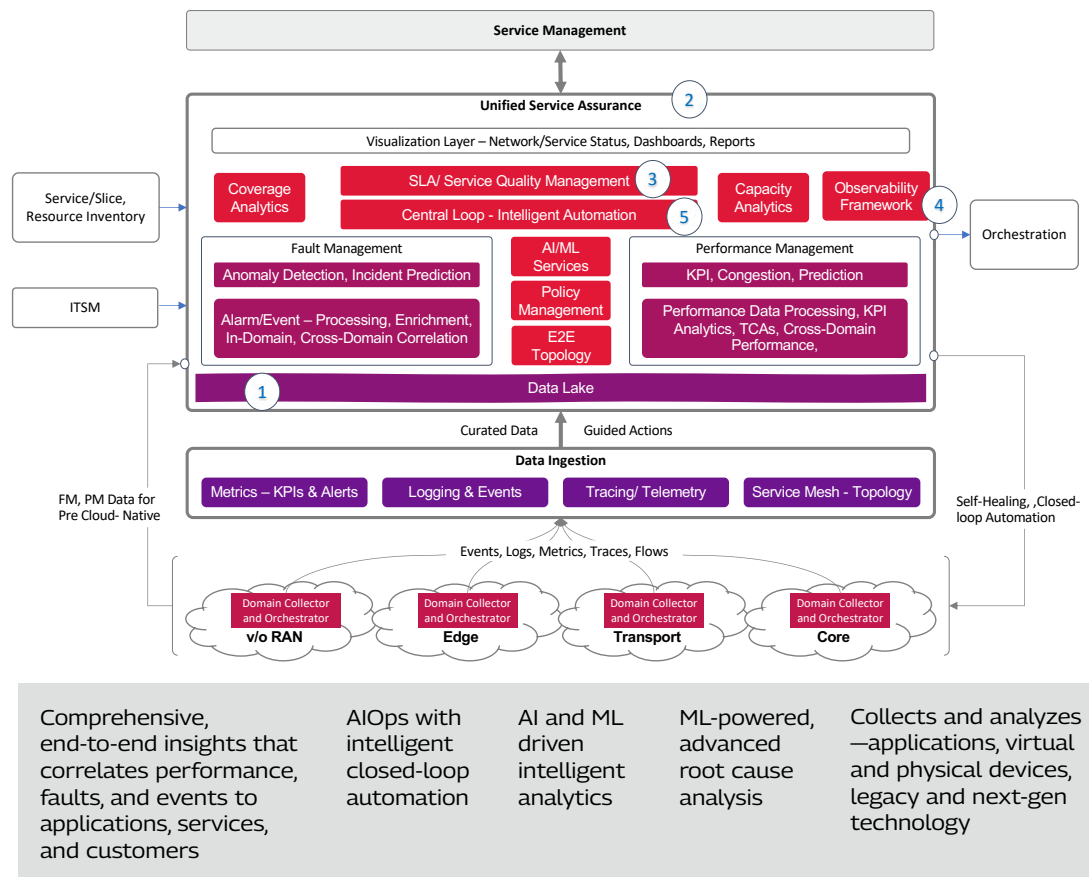 Service Management
Unified Service Assurance
2
Visualization Layer – Network/Service Status, Dashboards, Reports
Service/Slice,
Resource Inventory
Coverage
Analytics
SLA/ Service Quality Management
3
Central Loop - Intelligent Automation
5
Capacity
Analytics
Observability
Framework
4
Orchestration
ITSM
Fault Management
Anomaly Detection, Incident Prediction
Alarm/Event – Processing, Enrichment,
In-Domain, Cross-Domain Correlation
AI/ML
Services
Policy
Management
E2E
Topology
Performance Management
KPI, Congestion, Prediction
Performance Data Processing, KPI
Analytics, TCAs, Cross-Domain
Performance,
1
Data Lake
Curated Data
Guided Actions
Data Ingestion
Metrics – KPIs & Alerts
Logging & Events
Tracing/ Telemetry
Service Mesh - Topology
FM, PM Data for
Pre Cloud- Native
Self-Healing, ,Closed-
loop Automation
Events, Logs, Metrics, Traces, Flows
Domain Collector
and Orchestrator
v/o RAN
Domain Collector
and Orchestrator
Edge
Domain Collector
and Orchestrator
Transport
Domain Collector
and Orchestrator
Core
Comprehensive,
end-to-end insights that
correlates performance,
faults, and events to
applications, services,
and customers
AIOps with
intelligent
closed-loop
automation
AI and ML
driven
intelligent
analytics
ML-powered,
advanced
root cause
analysis
Collects and analyzes
—applications, virtual
and physical devices,
legacy and next-gen
technology